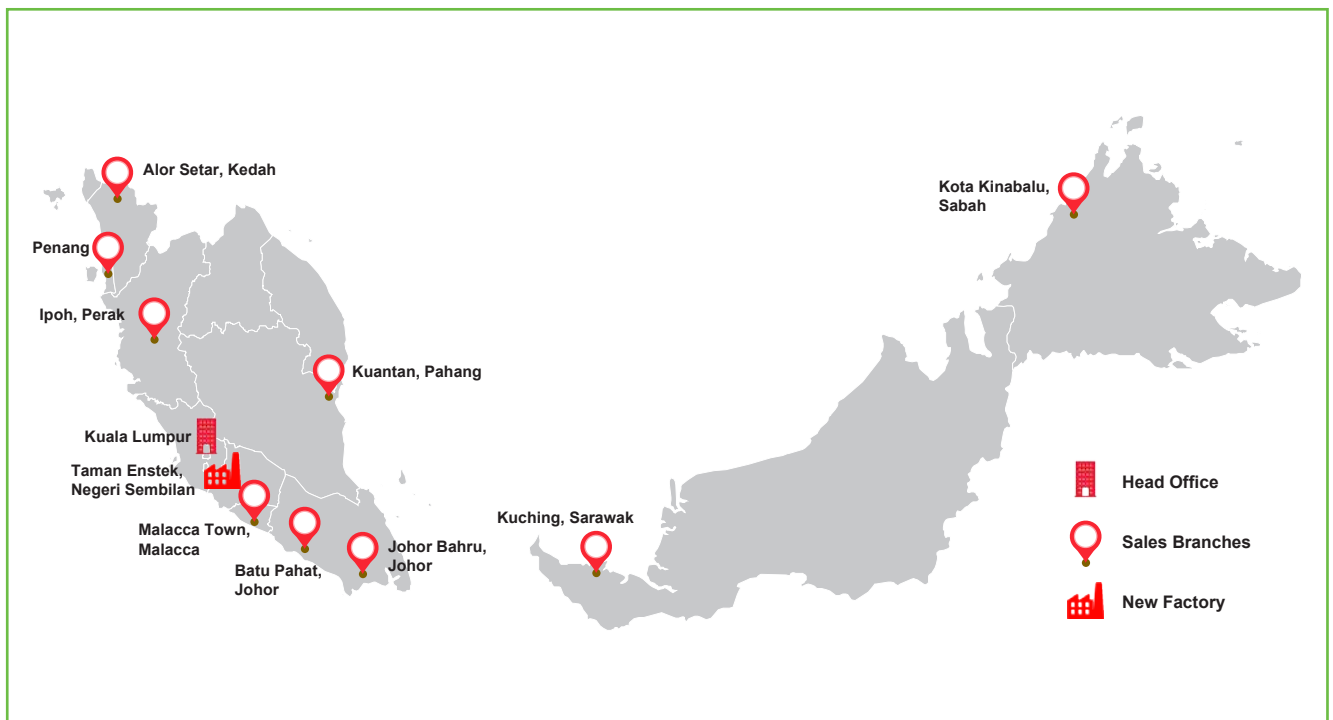 Alor Setar, Kedah
Penang
Ipoh, Perak
Kuantan, Pahang
Kuala Lumpur
Taman Enstek,
Negeri Sembilan
Malacca Town,
Malacca
Batu Pahat,
Johor
Johor Bahru,
Johor
Kuching, Sarawak
Kota Kinabalu,
Sabah
Head Office
Sales Branches
New Factory